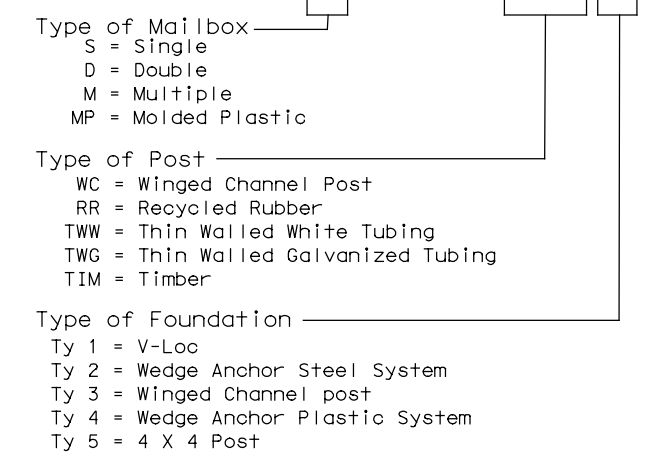 Type of Mailbox
S = Single
D = Double
M = Multiple
MP = Molded Plastic
Type of Post
WC = Winged Channel Post
RR = Recycled Rubber
TWW = Thin Walled White Tubing
TWG = Thin Walled Galvanized Tubing
TIM = Timber
Type of Foundation
Ty 1 = V-Loc
Ty 2 = Wedge Anchor Steel System
Ty 3 = Winged Channel post
Ty 4 = Wedge Anchor Plastic System
Ty 5 = 4 X 4 Post